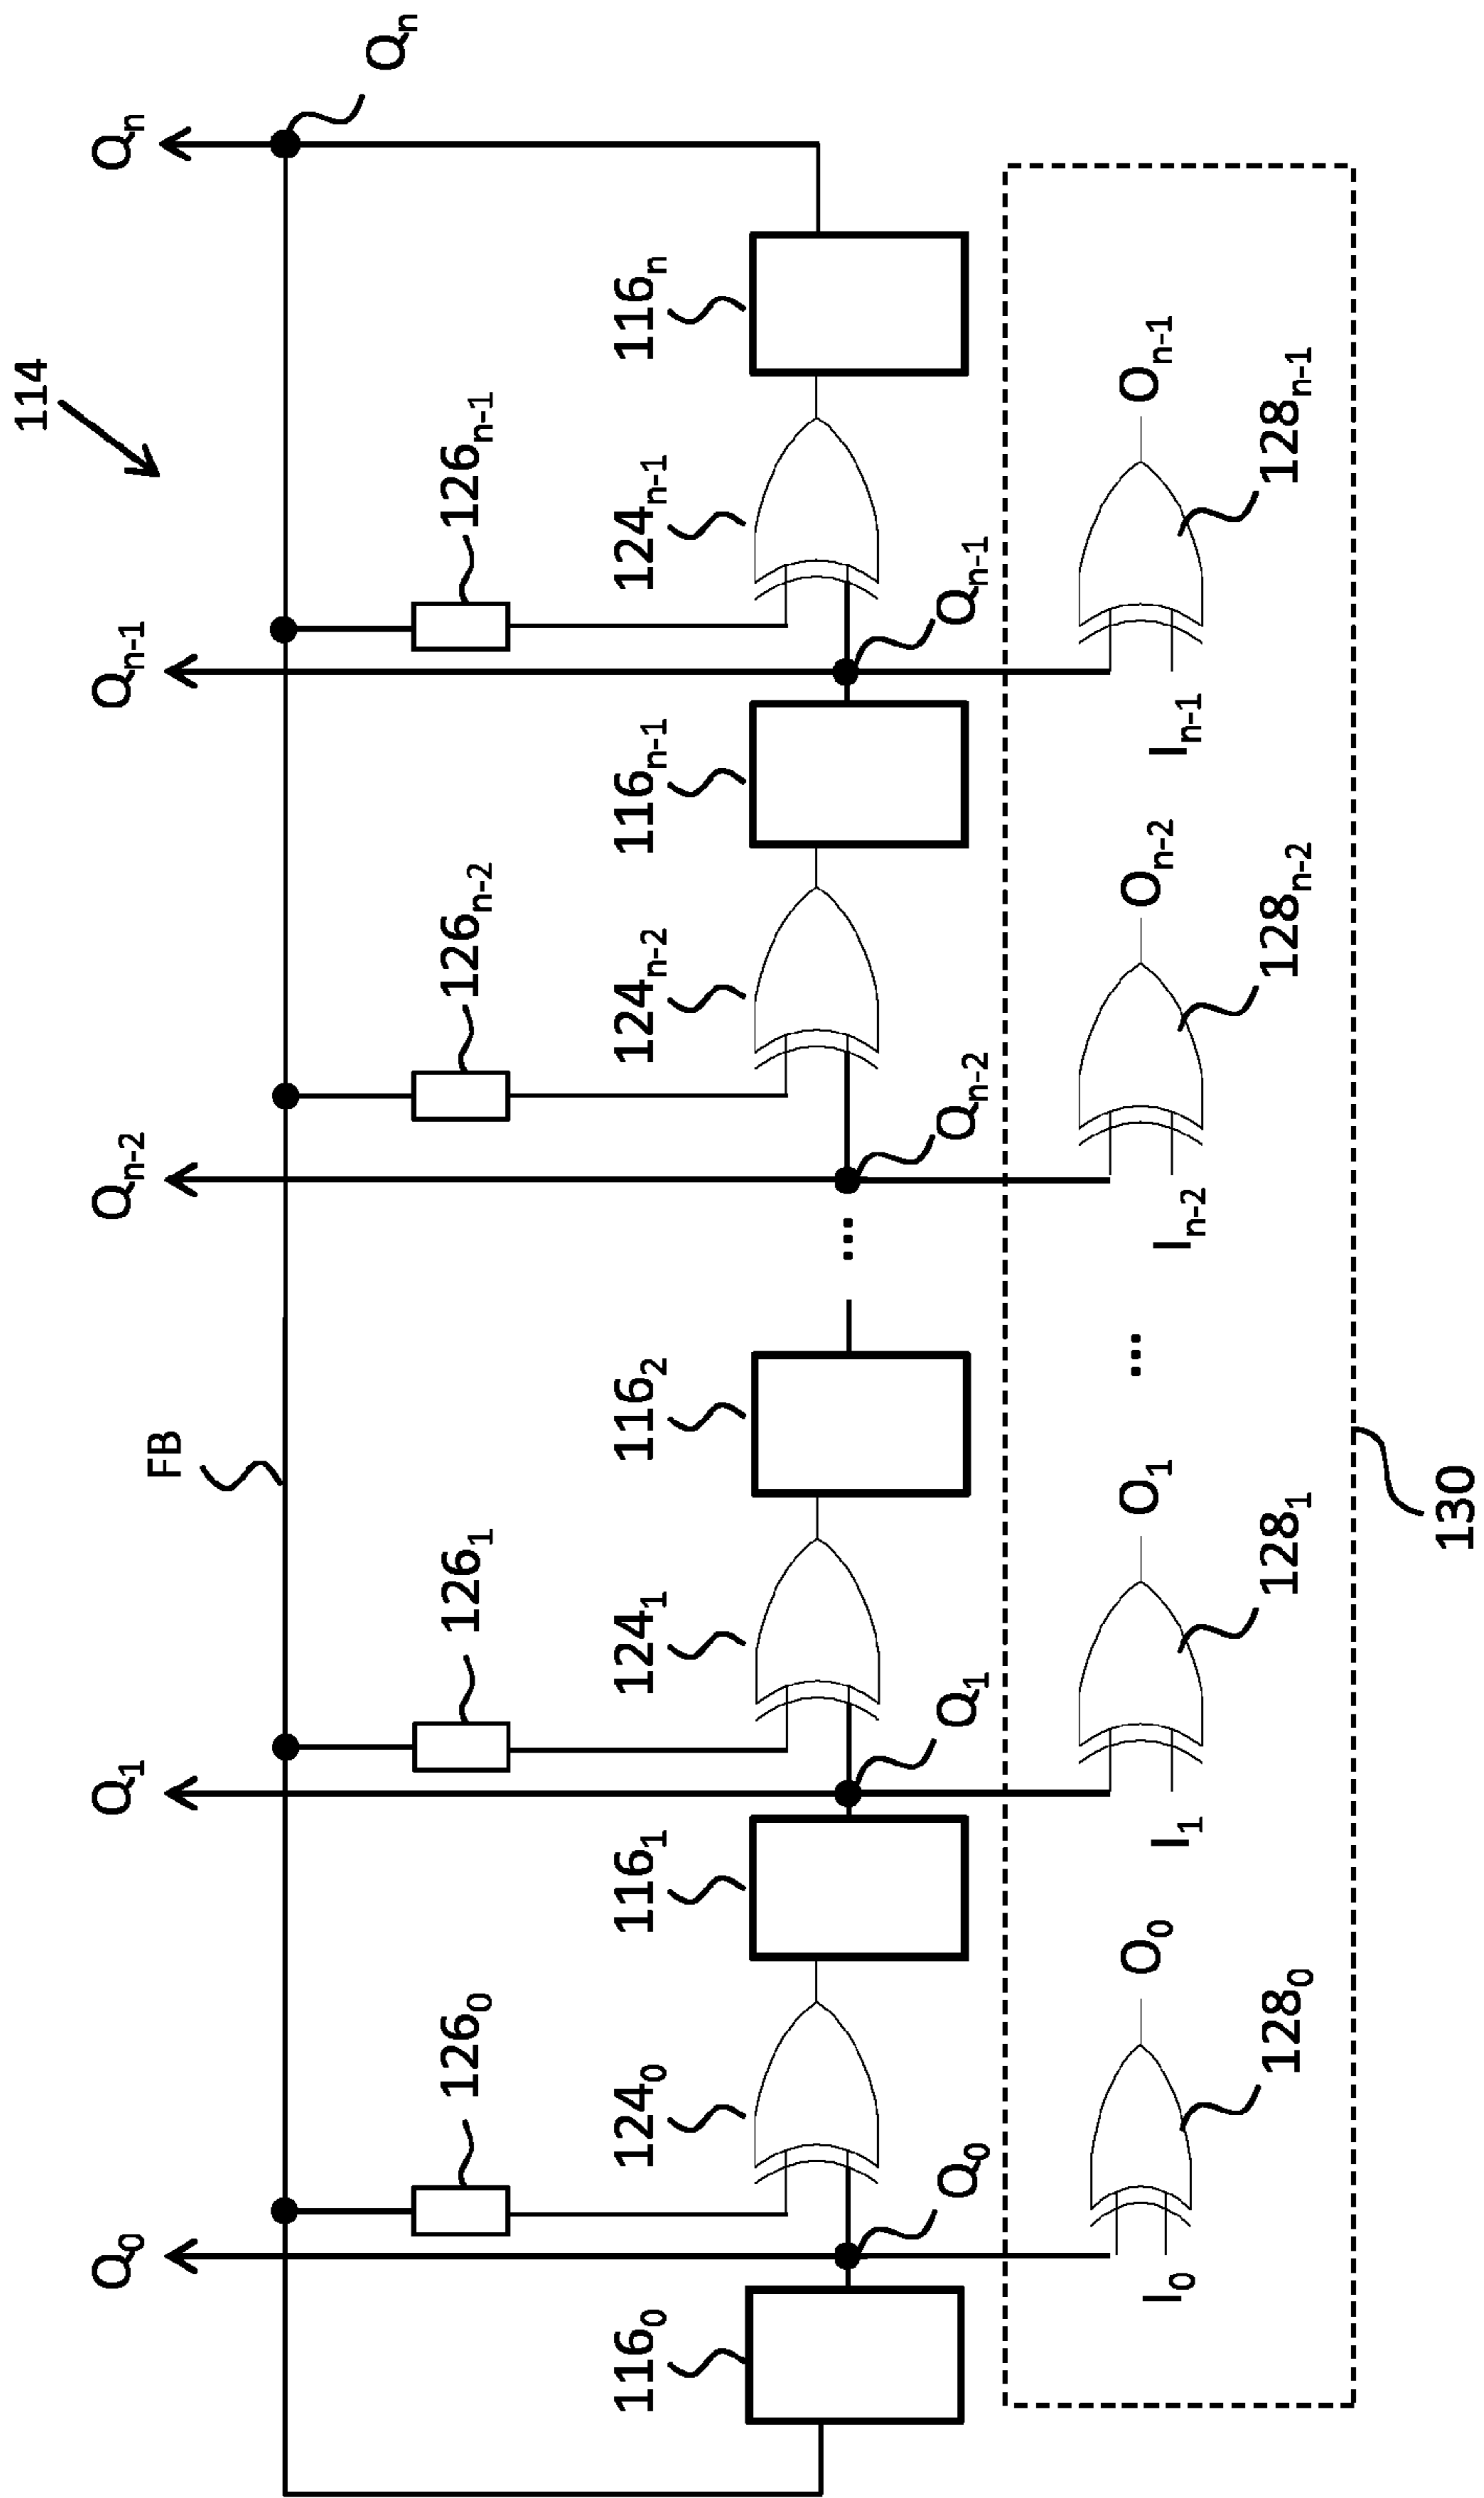 114
Q0 Q1 Qn-2 Qn-1 Qn
Qn
FB
1260 1261 126n-2 126n-1
1160 1240 1161 1241 1162 124n-2 116n-1 124n-1 116n
...
Q0 Q1 Qn-2 Qn-1
I0 O0 I1 O1 ... In-2 On-2 In-1 On-1
1280 1281 128n-2 128n-1
130